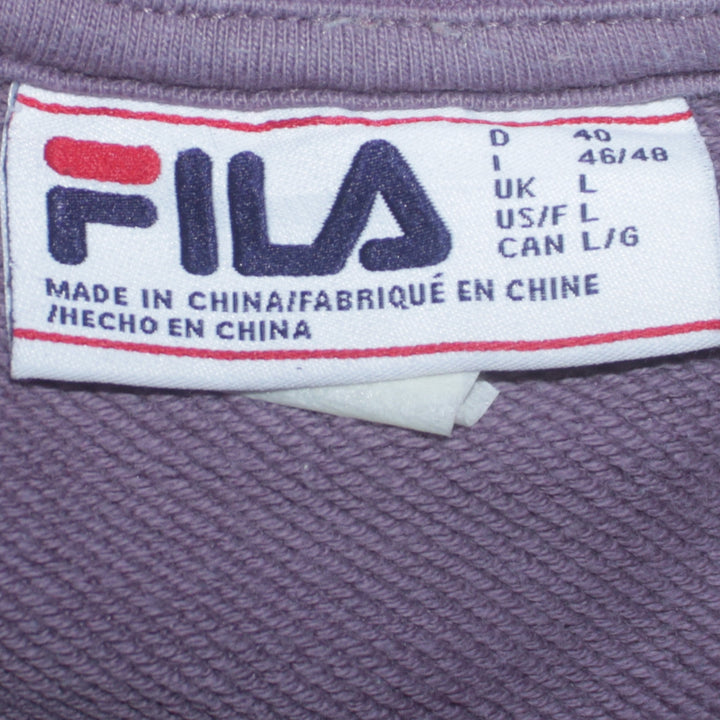 FILA
D 40
I 46/48
UK L
US/F L
CAN L/G
MADE IN CHINA/FABRIQUÉ EN CHINE
/HECHO EN CHINA